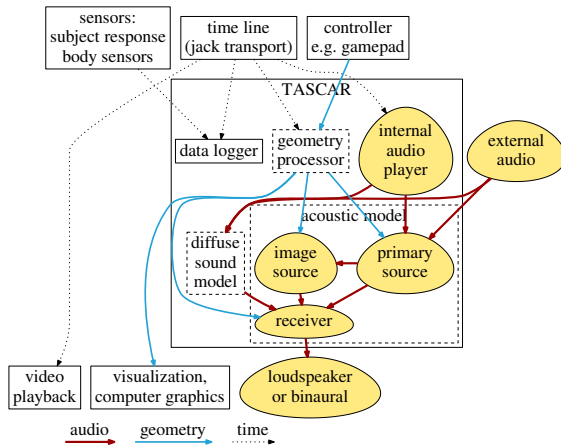 sensors:
subject response
body sensors
time line
(jack transport)
controller
e.g. gamepad
TASCAR
data logger
geometry
processor
internal
audio
player
external
audio
acoustic model
diffuse
sound
model
image
source
primary
source
receiver
video
playback
visualization,
computer graphics
loudspeaker
or binaural
audio
geometry
time